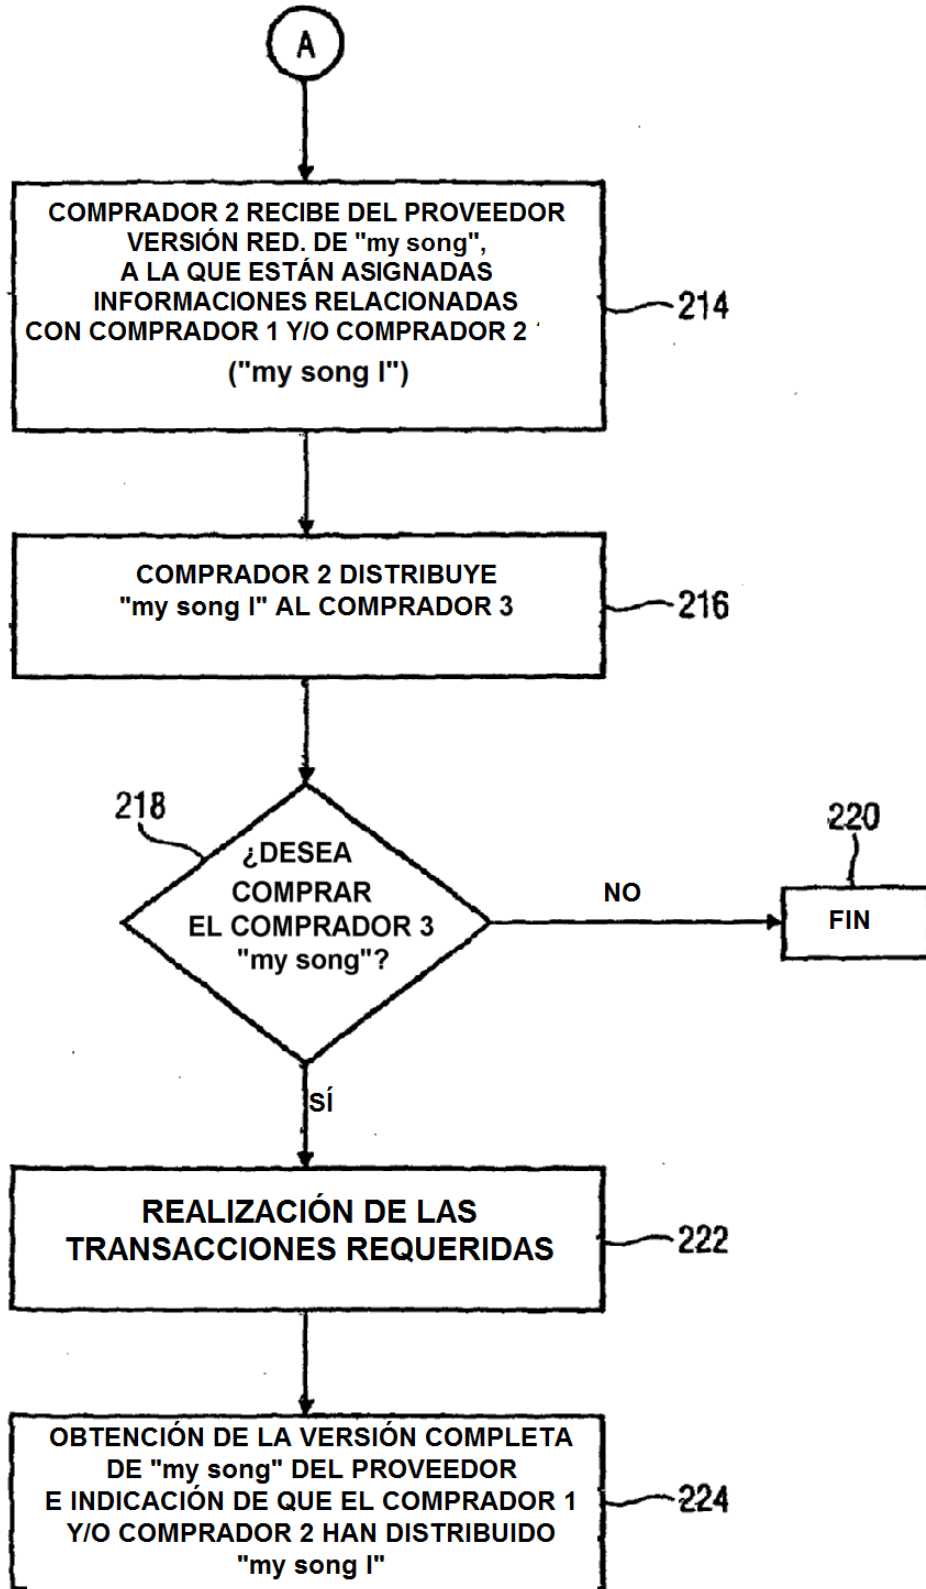 A
COMPRADOR 2 RECIBE DEL PROVEEDOR
VERSIÓN RED. DE "my song",
A LA QUE ESTÁN ASIGNADAS
INFORMACIONES RELACIONADAS
CON COMPRADOR 1 Y/O COMPRADOR 2
("my song I")
214
COMPRADOR 2 DISTRIBUYE
"my song I" AL COMPRADOR 3
216
218
¿DESEA
COMPRAR
EL COMPRADOR 3
"my song"?
NO
220
FIN
SÍ
REALIZACIÓN DE LAS
TRANSACCIONES REQUERIDAS
222
OBTENCIÓN DE LA VERSIÓN COMPLETA
DE "my song" DEL PROVEEDOR
E INDICACIÓN DE QUE EL COMPRADOR 1
Y/O COMPRADOR 2 HAN DISTRIBUIDO
"my song I"
224